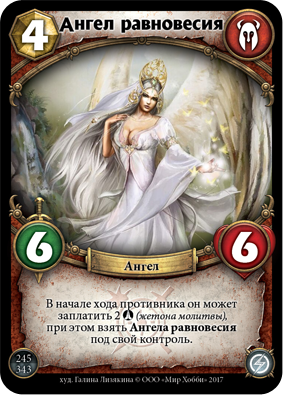 4
Ангел равновесия
6
6
Ангел
В начале хода противника он может
заплатить 2 (жетона молитвы),
при этом взять Ангела равновесия
под свой контроль.
245
343
худ. Галина Лизякина © ООО «Мир Хобби» 2017